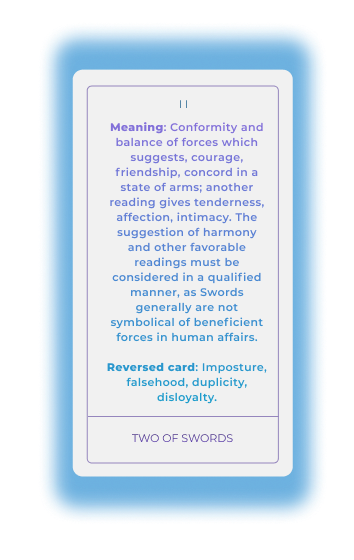 II
Meaning: Conformity and
balance of forces which
suggests, courage,
friendship, concord in a
state of arms; another
reading gives tenderness,
affection, intimacy. The
suggestion of harmony
and other favorable
readings must be
considered in a qualified
manner, as Swords
generally are not
symbolical of beneficient
forces in human affairs.
Reversed card: Imposture,
falsehood, duplicity,
disloyalty.
TWO OF SWORDS